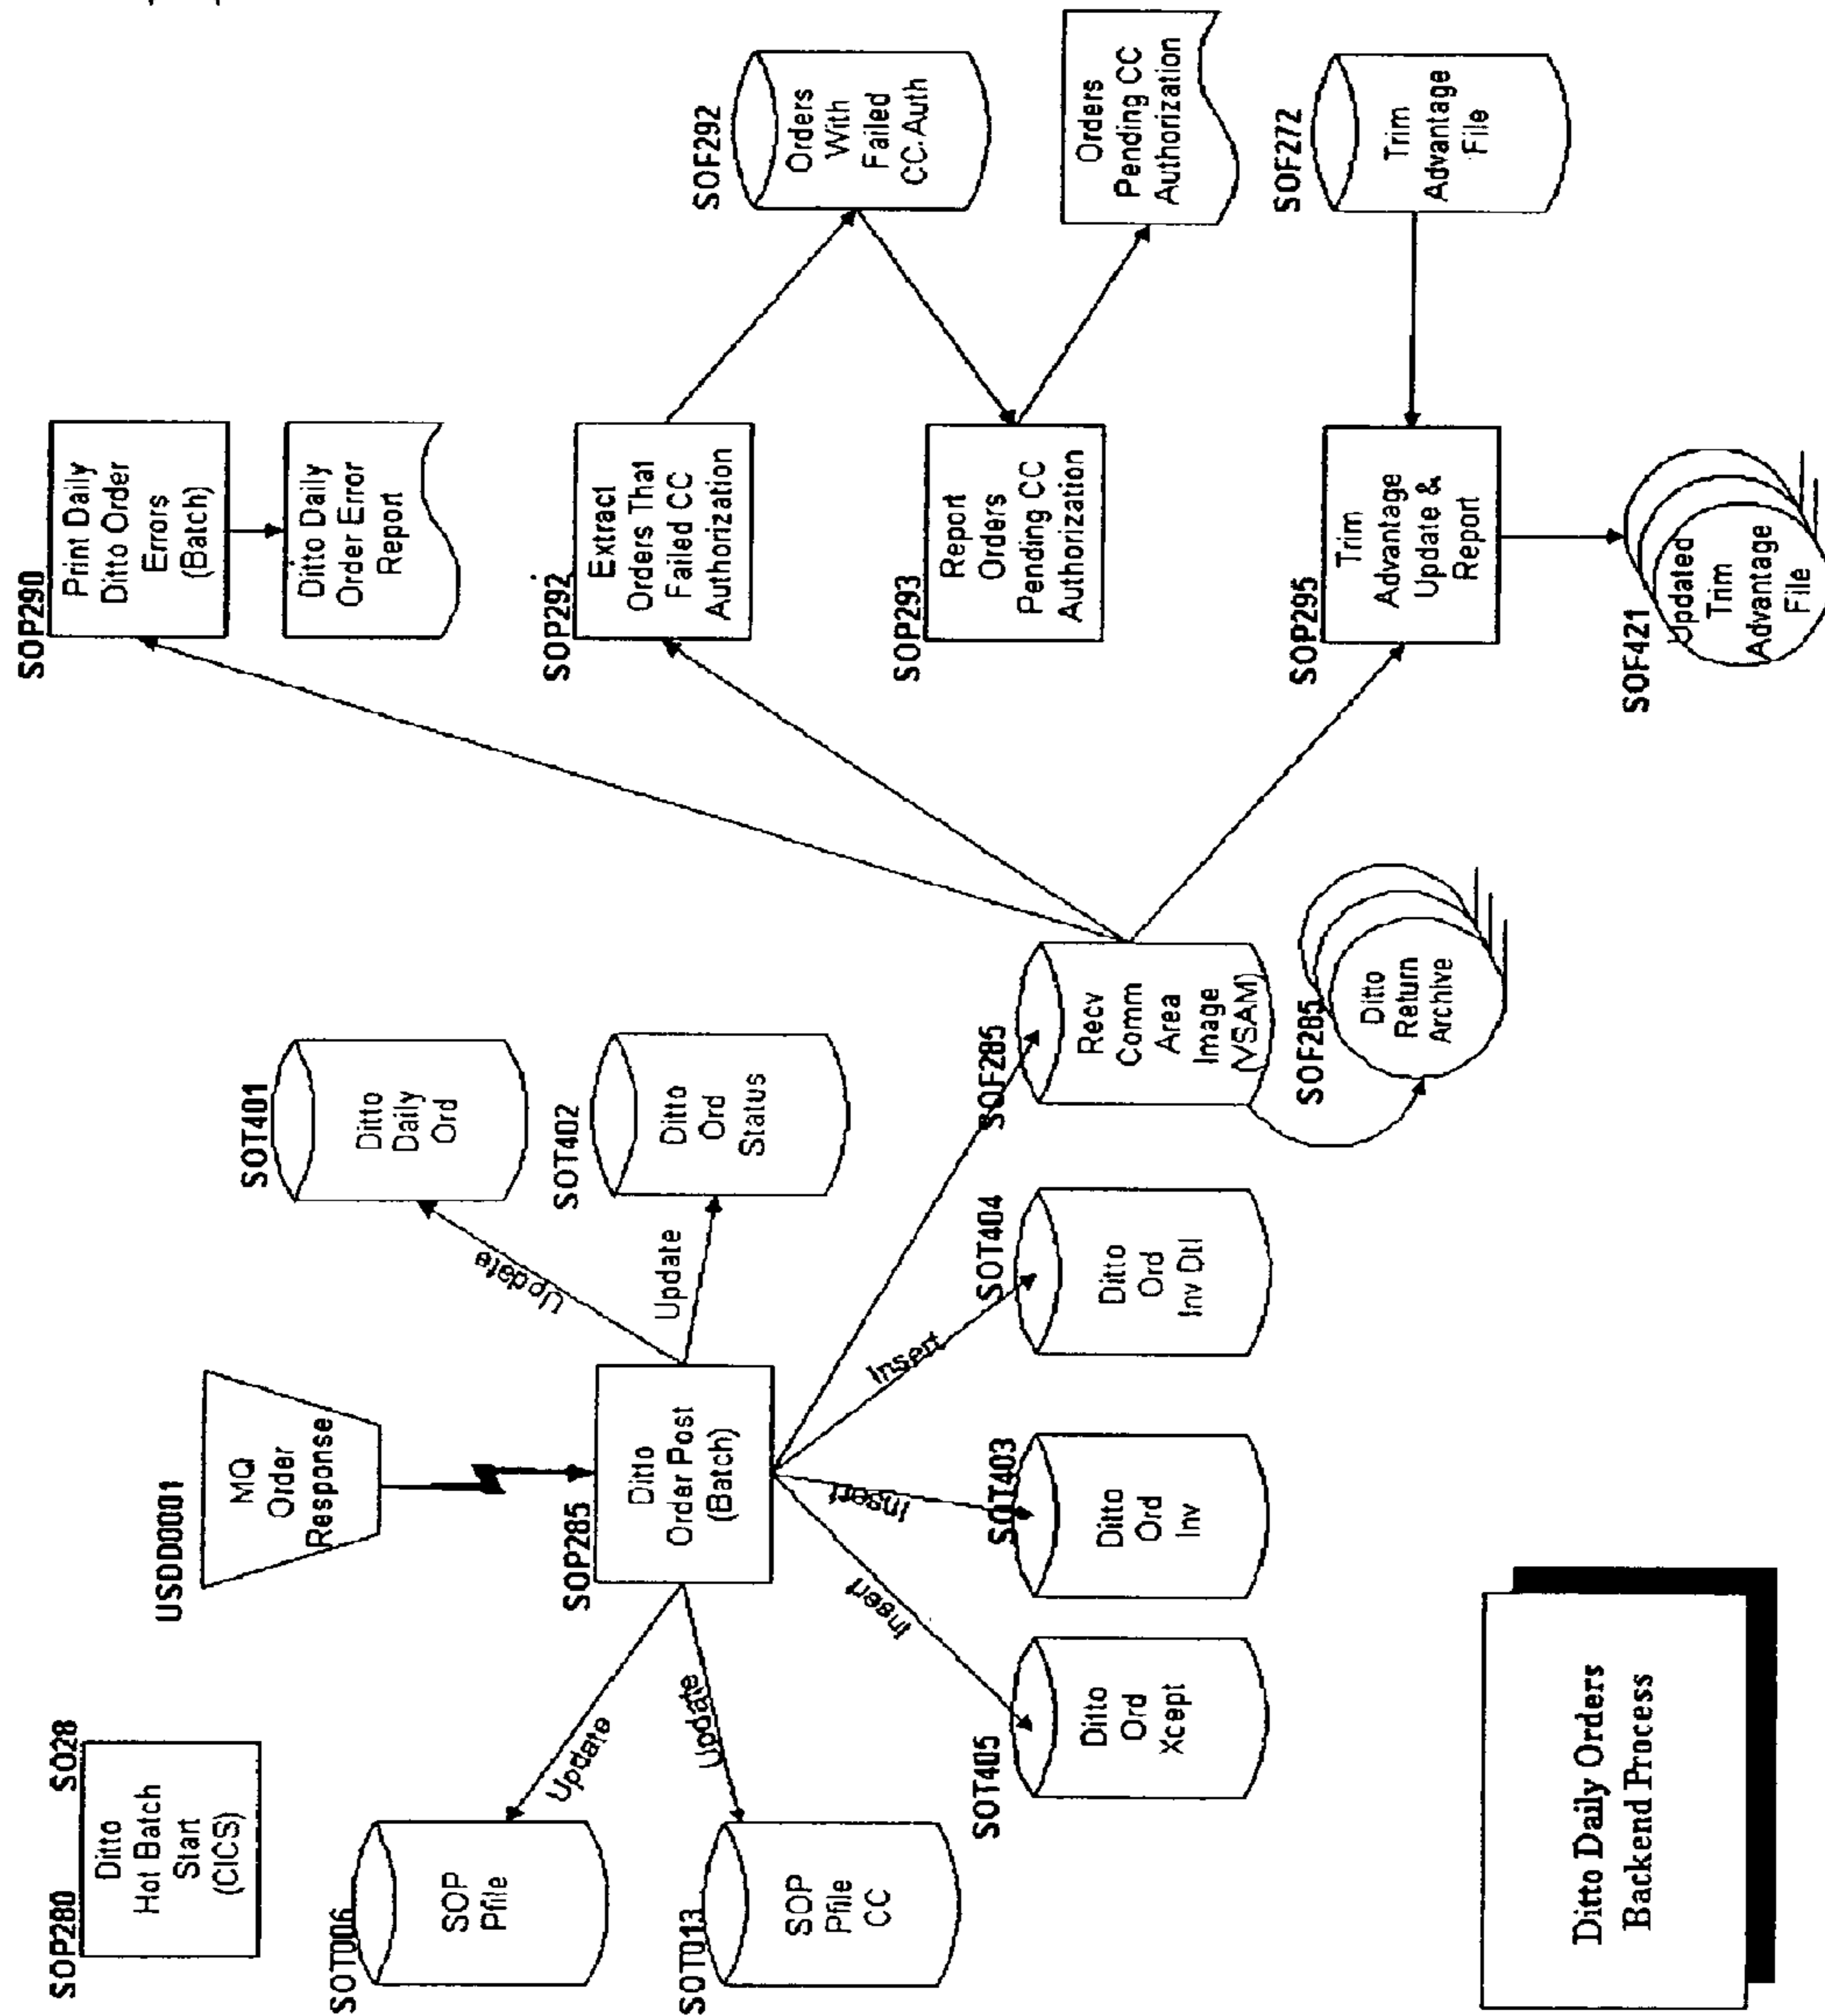 SOP280 SO28
Ditto
Hot Batch
Start
(CICS)
USDD0001
MQ
Order
Response
SOP290
Print Daily
Ditto Order
Errors
(Batch)
Ditto Daily
Order Error
Report
SOT006
SOP
Pfile
Update
SOT013
SOP
Pfile
CC
Update
SOP285
Ditto
Order Post
(Batch)
Update
SOT401
Ditto
Daily
Ord
Update
SOT402
Ditto
Ord
Status
SOP292
Extract
Orders That
Failed CC
Authorization
SOF292
Orders
With
Failed
CC Auth
SOP293
Report
Orders
Pending CC
Authorization
Orders
Pending CC
Authorization
Insert
SOT405
Ditto
Ord
Xcept
Insert
SOT403
Ditto
Ord
Inv
Insert
SOT404
Ditto
Ord
Inv Dtl
SOF285
Recv
Comm
Area
Image
(VSAM)
SOF285
Ditto
Return
Archive
SOP295
Trim
Advantage
Update &
Report
SOF272
Trim
Advantage
File
SOF421
Updated
Trim
Advantage
File
Ditto Daily Orders
Backend Process